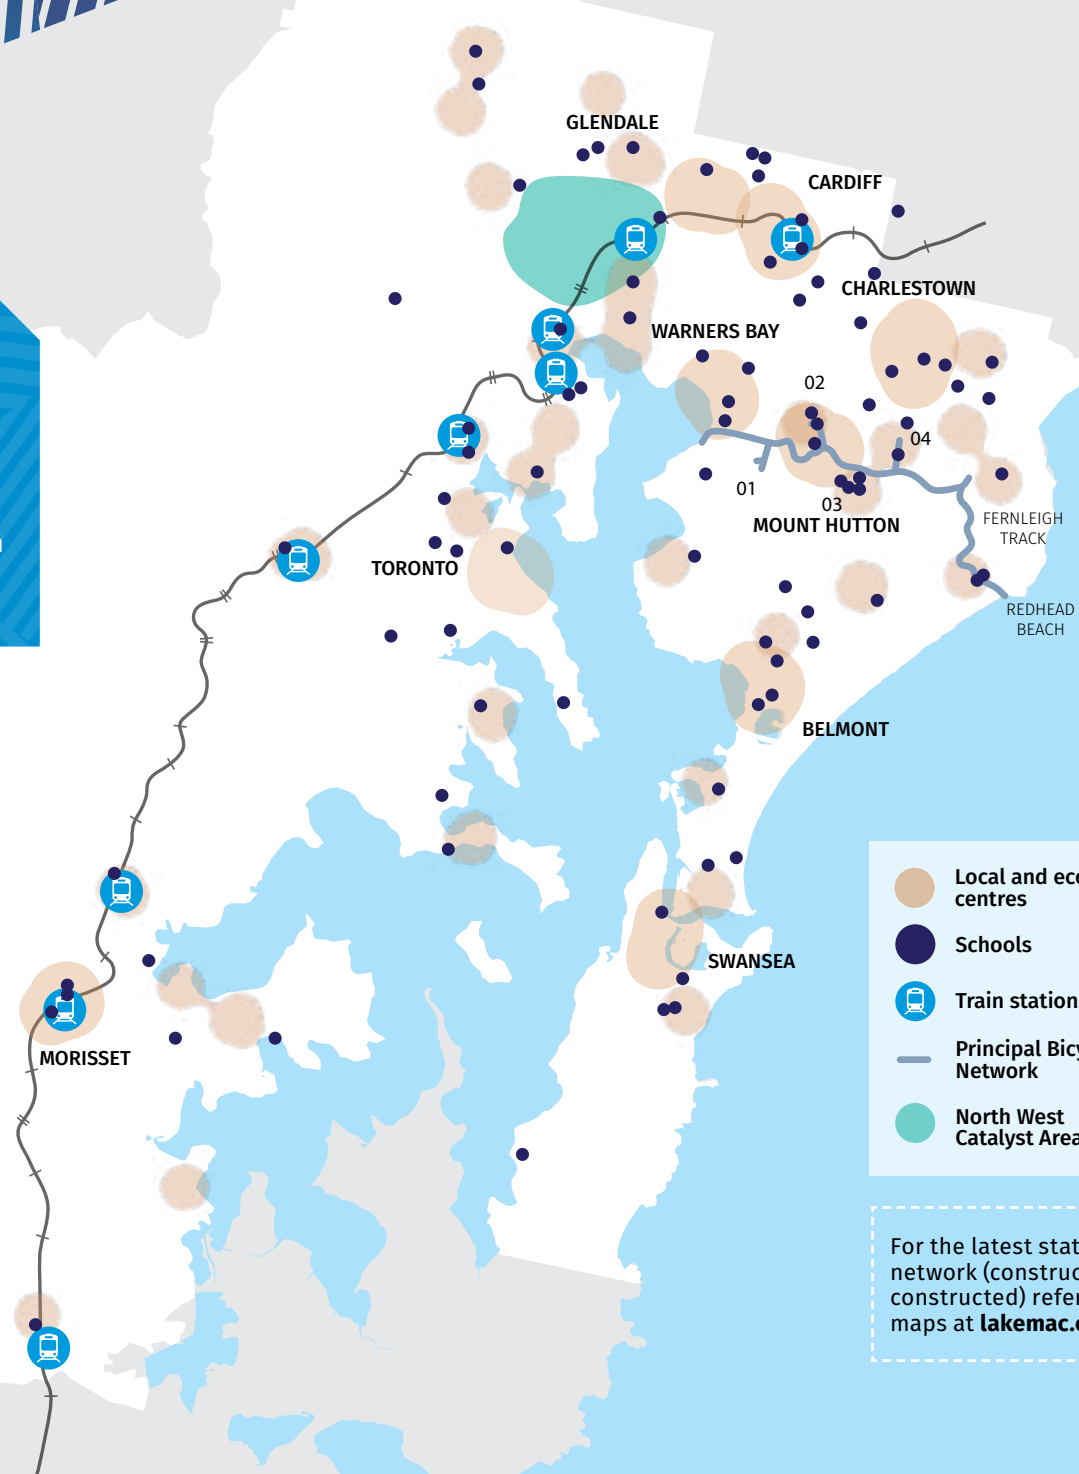 GLENDALE
CARDIFF
CHARLESTOWN
WARNERS BAY
02
04
01
03
MOUNT HUTTON
FERNLEIGH
TRACK
TORONTO
REDHEAD
BEACH
BELMONT
SWANSEA
MORISSET
Local and eco
centres
Schools
Train station
Principal Bicy
Network
North West
Catalyst Area
For the latest stat
network (construc
constructed) refer
maps at lakemac.c